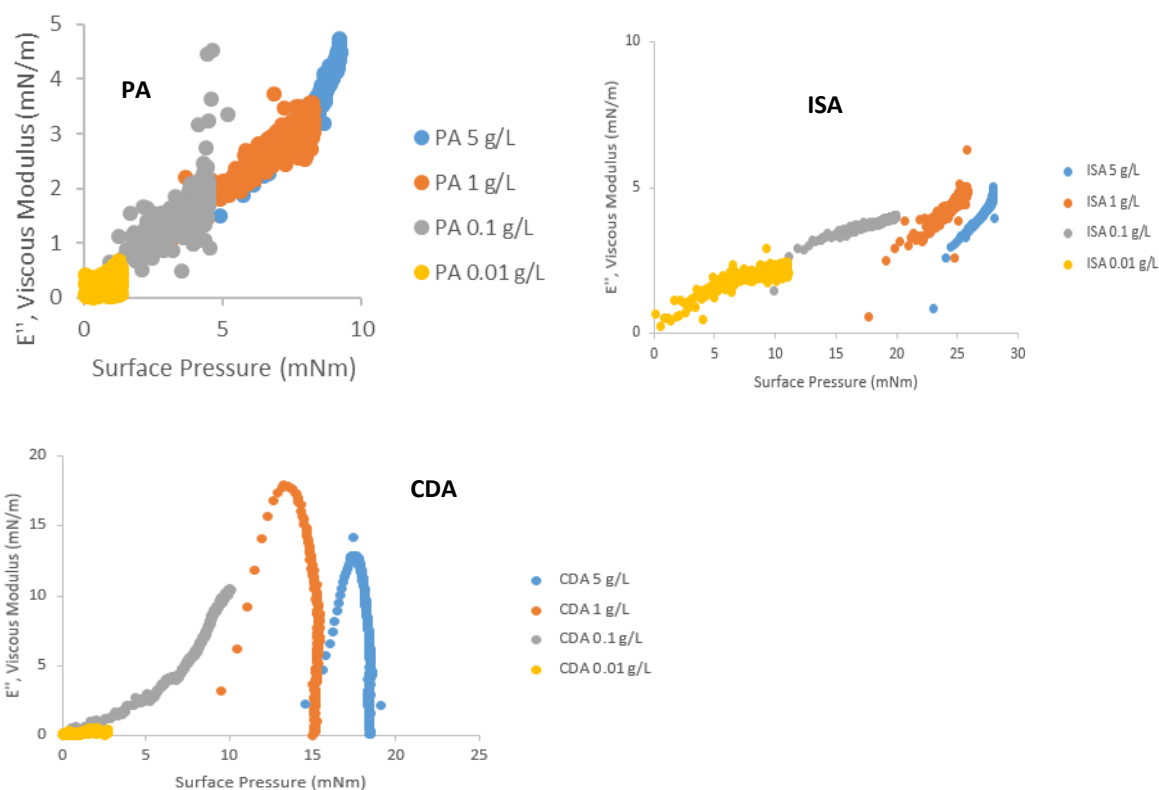 PA
E'', Viscous Modulus (mN/m)
5
4
3
2
1
0
0 5 10
Surface Pressure (mNm)
PA 5 g/L
PA 1 g/L
PA 0.1 g/L
PA 0.01 g/L
ISA
E'', Viscous Modulus (mN/m)
10
5
0
0 5 10 15 20 25 30
Surface Pressure (mNm)
ISA 5 g/L
ISA 1 g/L
ISA 0.1 g/L
ISA 0.01 g/L
CDA
E'', Viscous Modulus (mN/m)
20
15
10
5
0
0 5 10 15 20 25
Surface Pressure (mNm)
CDA 5 g/L
CDA 1 g/L
CDA 0.1 g/L
CDA 0.01 g/L